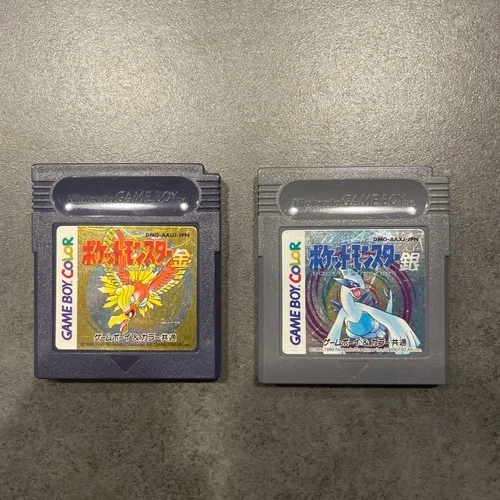 Nintendo GAME BOY
DMG-AAUJ-JPN
ポケットモンスター金
GAME BOY COLOR
ゲームボーイ&カラー共通
Nintendo GAME BOY
DMG-AAXJ-JPN
ポケットモンスター銀
GAME BOY COLOR
ゲームボーイ&カラー共通